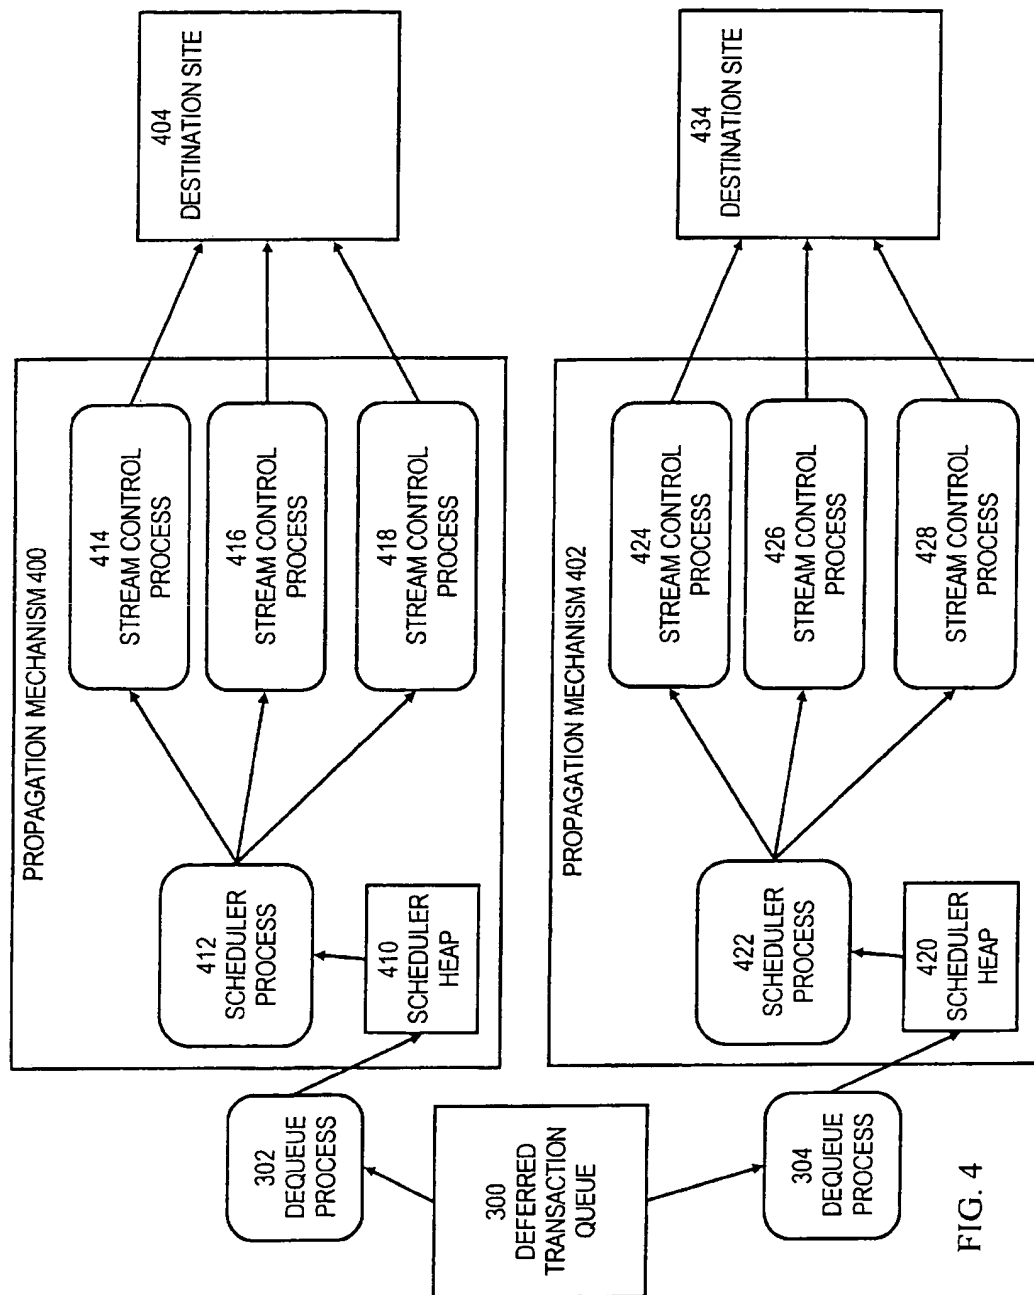 404
DESTINATION SITE
PROPAGATION MECHANISM 400
414
STREAM CONTROL
PROCESS
416
STREAM CONTROL
PROCESS
418
STREAM CONTROL
PROCESS
412
SCHEDULER
PROCESS
410
SCHEDULER
HEAP
302
DEQUEUE
PROCESS
300
DEFERRED
TRANSACTION
QUEUE
434
DESTINATION SITE
PROPAGATION MECHANISM 402
424
STREAM CONTROL
PROCESS
426
STREAM CONTROL
PROCESS
428
STREAM CONTROL
PROCESS
422
SCHEDULER
PROCESS
420
SCHEDULER
HEAP
304
DEQUEUE
PROCESS
FIG. 4